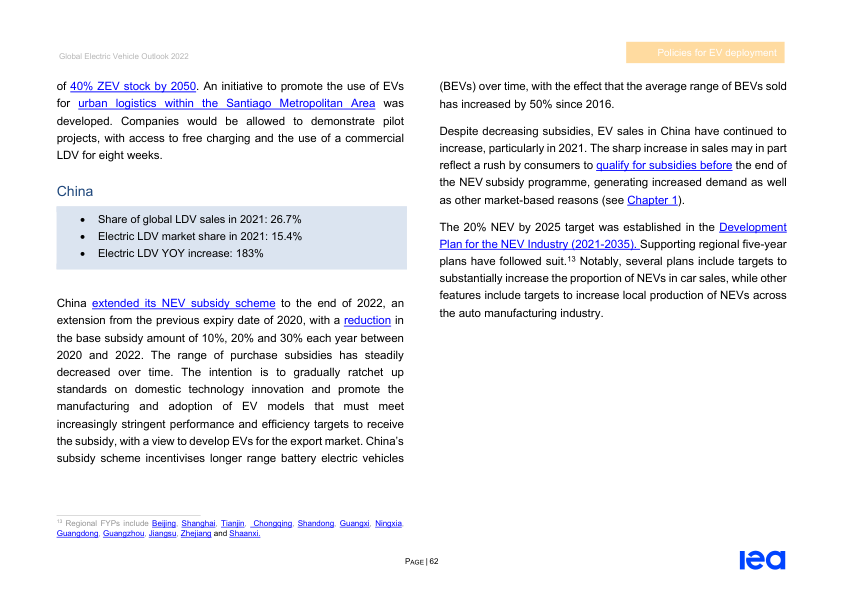 Global Electric Vehicle Outlook 2022
Policies for EV deployment
of 40% ZEV stock by 2050. An initiative to promote the use of EVs
for urban logistics within the Santiago Metropolitan Area was
developed. Companies would be allowed to demonstrate pilot
projects, with access to free charging and the use of a commercial
LDV for eight weeks.
China
• Share of global LDV sales in 2021: 26.7%
• Electric LDV market share in 2021: 15.4%
• Electric LDV YOY increase: 183%
China extended its NEV subsidy scheme to the end of 2022, an
extension from the previous expiry date of 2020, with a reduction in
the base subsidy amount of 10%, 20% and 30% each year between
2020 and 2022. The range of purchase subsidies has steadily
decreased over time. The intention is to gradually ratchet up
standards on domestic technology innovation and promote the
manufacturing and adoption of EV models that must meet
increasingly stringent performance and efficiency targets to receive
the subsidy, with a view to develop EVs for the export market. China's
subsidy scheme incentivises longer range battery electric vehicles
(BEVs) over time, with the effect that the average range of BEVs sold
has increased by 50% since 2016.
Despite decreasing subsidies, EV sales in China have continued to
increase, particularly in 2021. The sharp increase in sales may in part
reflect a rush by consumers to qualify for subsidies before the end of
the NEV subsidy programme, generating increased demand as well
as other market-based reasons (see Chapter 1).
The 20% NEV by 2025 target was established in the Development
Plan for the NEV Industry (2021-2035). Supporting regional five-year
plans have followed suit.¹³ Notably, several plans include targets to
substantially increase the proportion of NEVs in car sales, while other
features include targets to increase local production of NEVs across
the auto manufacturing industry.
¹³ Regional FYPs include Beijing, Shanghai, Tianjin, Chongqing, Shandong, Guangxi, Ningxia,
Guangdong, Guangzhou, Jiangsu, Zhejiang and Shaanxi.
PAGE | 62
iea